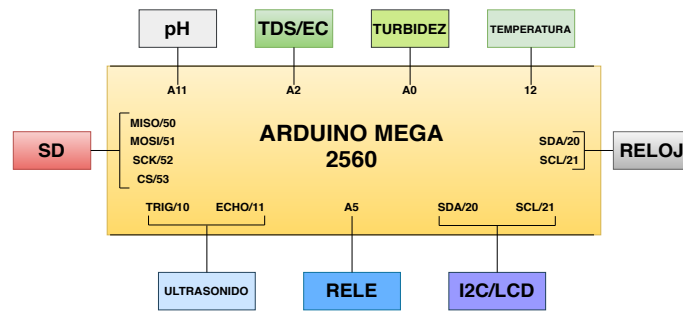 pH
TDS/EC
TURBIDEZ
TEMPERATURA
A11
A2
A0
12
SD
MISO/50
MOSI/51
SCK/52
CS/53
ARDUINO MEGA
2560
SDA/20
SCL/21
RELOJ
TRIG/10
ECHO/11
A5
SDA/20
SCL/21
ULTRASONIDO
RELE
I2C/LCD